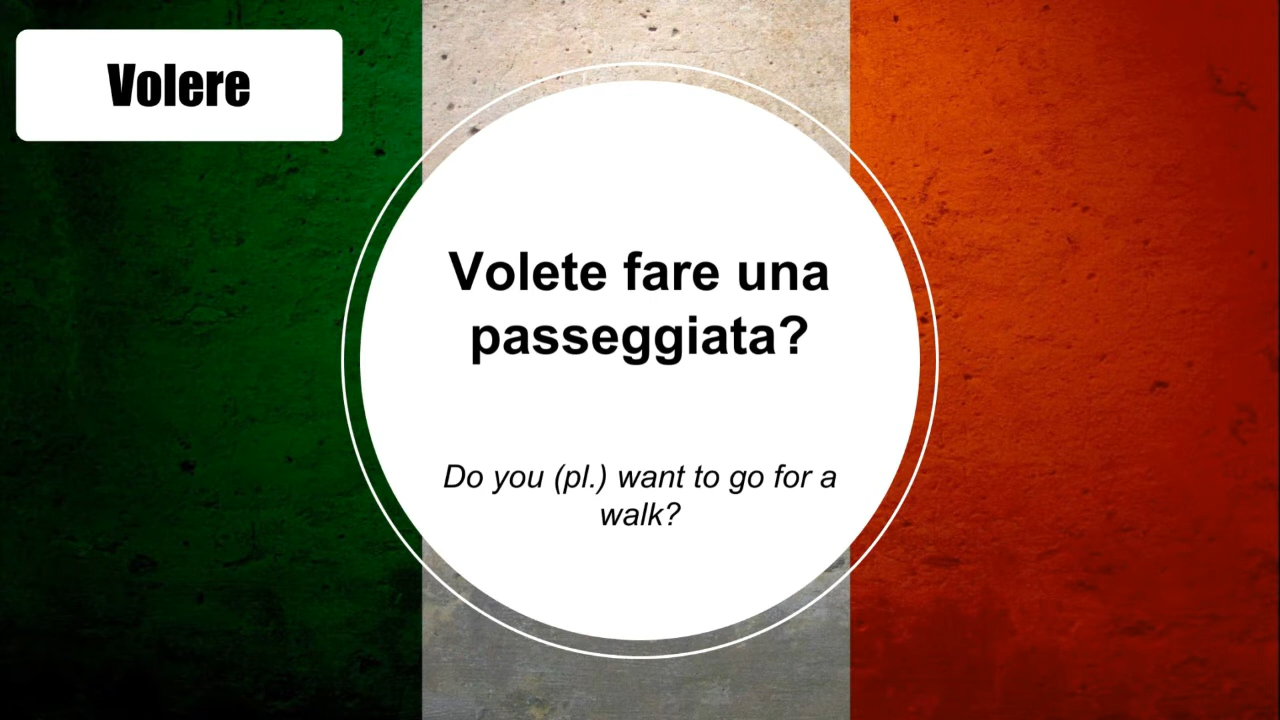 Volere
Volete fare una
passeggiata?
Do you (pl.) want to go for a
walk?